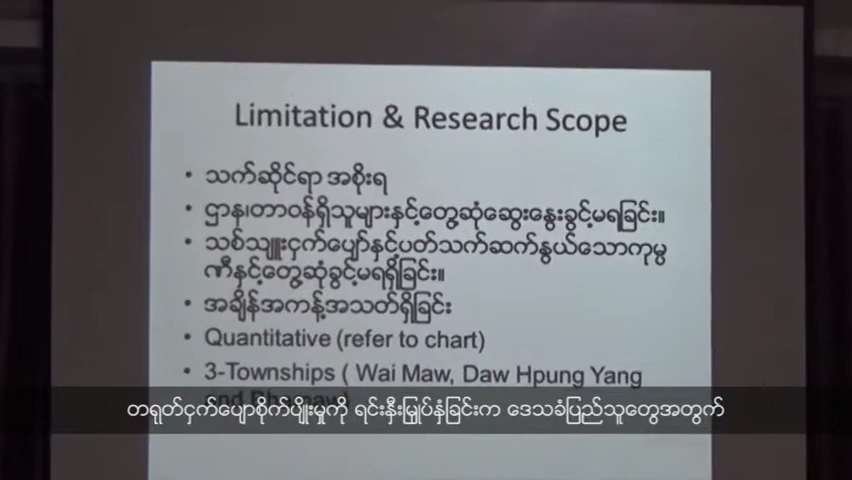 Limitation & Research Scope
• သက်ဆိုင်ရာ အစိုးရ
• ဌာန၊တာဝန်ရှိသူများနှင့်တွေ့ဆုံဆွေးနွေးခွင့်မရခြင်း။
• သစ်သျှူးငှက်ပျော်နှင့်ပတ်သက်ဆက်နွယ်သောကုမ္ပ
ဏီနှင့်တွေ့ဆုံခွင့်မရရှိခြင်း။
• အချိန်အကန့်အသတ်ရှိခြင်း
• Quantitative (refer to chart)
• 3-Townships ( Wai Maw, Daw Hpung Yang
and Bhamaw)
တရုတ်ငှက်ပျောစိုက်ပျိုးမှုကို ရင်းနှီးမြှုပ်နှံခြင်းက ဒေသခံပြည်သူတွေအတွက်